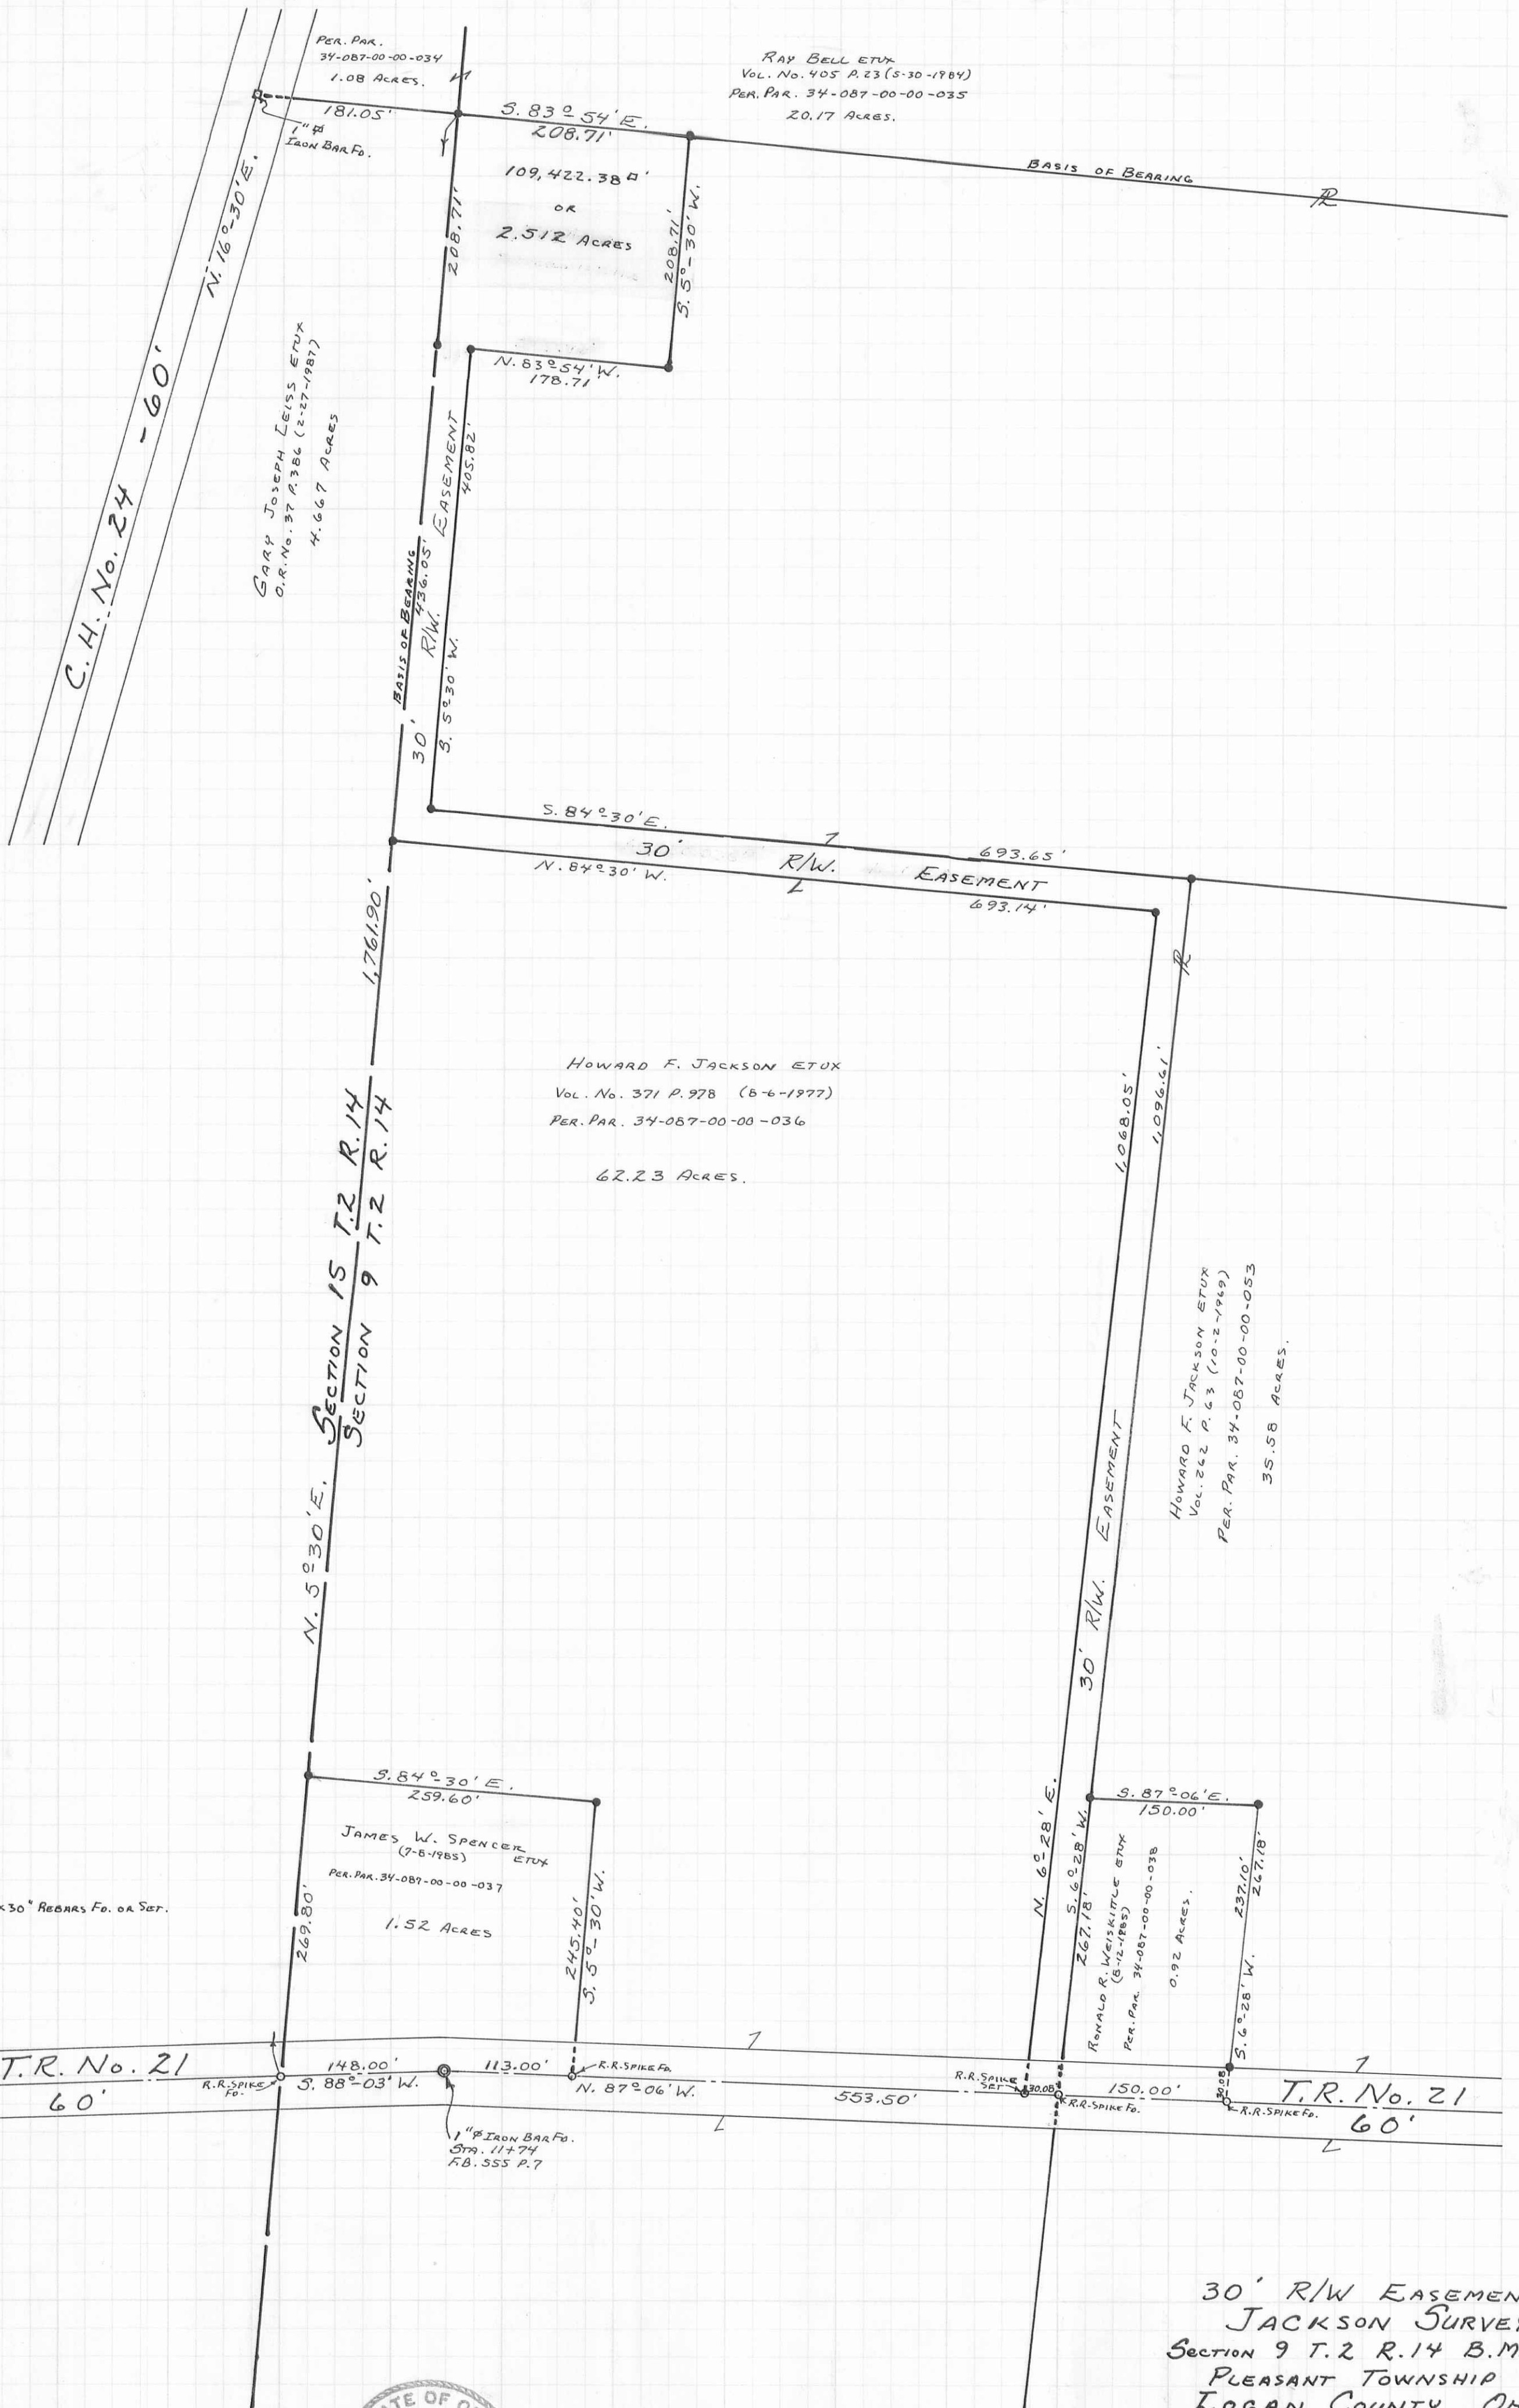 PER. PAR.
34-087-00-00-034
1.08 ACRES.
181.05'
1" ⌀
IRON BAR FD.
RAY BELL ETUX
VOL. NO. 405 P. 23 (5-30-1984)
PER. PAR. 34-087-00-00-035
20.17 ACRES.
S. 83°-54' E.
208.71'
BASIS OF BEARING
PL
109,422.38 □'
OR
2.512 ACRES
208.71'
208.71'
S. 5°-30' W.
N. 83°-54' W.
178.71'
N. 16°-30' E.
C. H. No. 24 - 60'
GARY JOSEPH LEISS ETUX
O.R. No. 37 P. 386 (2-27-1987)
4.667 ACRES
BASIS OF BEARING
436.05'
30' R/W. EASEMENT
405.82'
S. 5°-30' W.
S. 84°-30' E.
693.65'
30' R/W. EASEMENT
N. 84°-30' W.
693.14'
1,761.90'
PL
HOWARD F. JACKSON ETUX
VOL. No. 371 P. 978 (8-6-1977)
PER. PAR. 34-087-00-00-036
62.23 ACRES.
1,068.05'
1,096.61'
SECTION 15 T.2 R.14
SECTION 9 T.2 R.14
N. 5°30' E.
HOWARD F. JACKSON ETUX
VOL. 262 P. 63 (10-2-1969)
PER. PAR. 34-087-00-00-053
35.58 ACRES.
30' R/W. EASEMENT
N. 6°-28' E.
S. 6°-28' W.
267.18'
S. 84°-30' E.
259.60'
JAMES W. SPENCER
(7-8-1985) ETUX
PER. PAR. 34-087-00-00-037
1.52 ACRES
269.80'
245.40'
S. 5°-30' W.
S. 87°-06' E.
150.00'
RONALD R. WEISKITTLE ETUX
(8-12-1985)
PER. PAR. 34-087-00-00-038
0.92 ACRES.
237.10'
267.18'
S. 6°-28' W.
30" REBARS FD. OR SET.
T.R. No. 21
60'
R.R. SPIKE
FD.
148.00'
S. 88°-03' W.
113.00'
R.R. SPIKE FD.
N. 87°-06' W.
553.50'
R.R. SPIKE
SET
30.08
R.R. SPIKE FD.
150.00'
30.08
R.R. SPIKE FD.
T.R. No. 21
60'
1" ⌀ IRON BAR FD.
STA. 11+74
F.B. 555 P. 7
30' R/W EASEMEN
JACKSON SURVE
SECTION 9 T.2 R.14 B.M
PLEASANT TOWNSHIP
LOGAN COUNTY